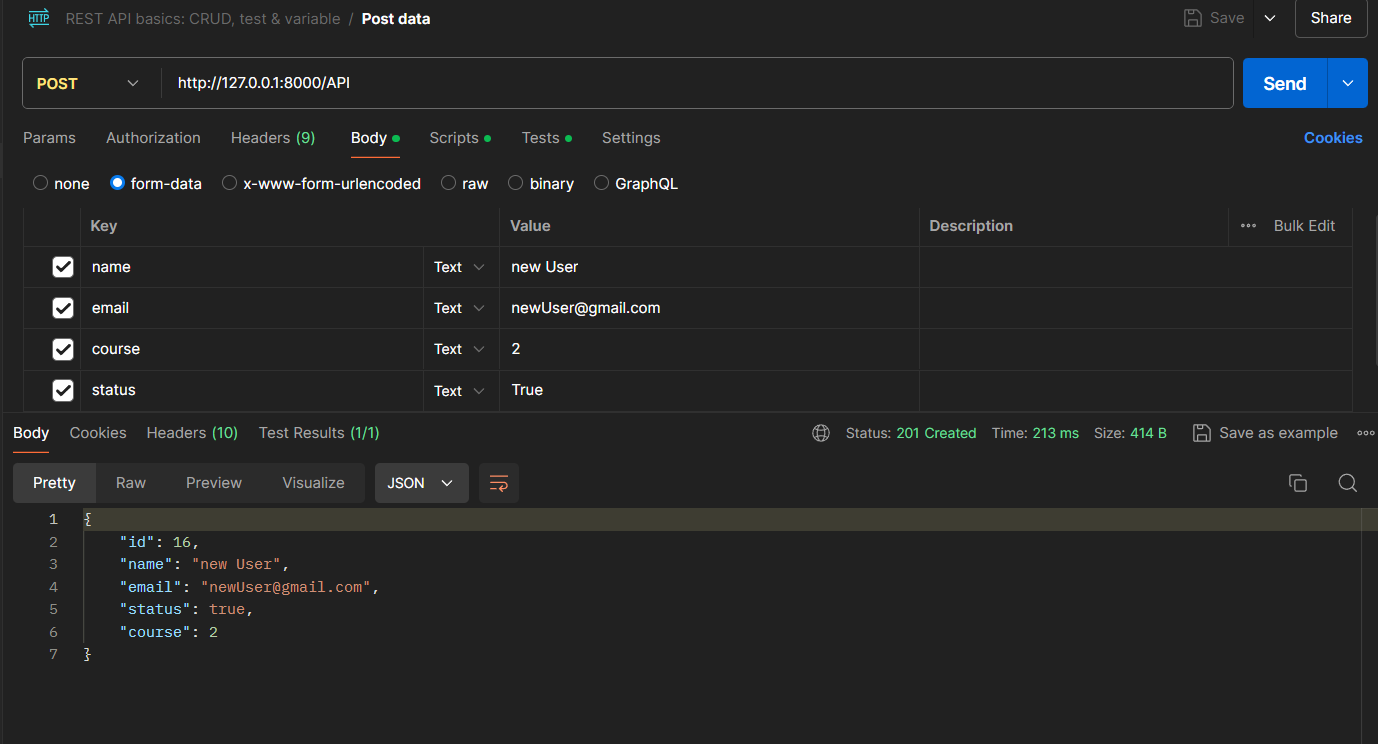 HTTP REST API basics: CRUD, test & variable / Post data Save Share
POST http://127.0.0.1:8000/API Send
Params Authorization Headers (9) Body Scripts Tests Settings Cookies
none form-data x-www-form-urlencoded raw binary GraphQL
Key Value Description Bulk Edit
name Text new User
email Text newUser@gmail.com
course Text 2
status Text True
Body Cookies Headers (10) Test Results (1/1) Status: 201 Created Time: 213 ms Size: 414 B Save as example
Pretty Raw Preview Visualize JSON
1 {
2 "id": 16,
3 "name": "new User",
4 "email": "newUser@gmail.com",
5 "status": true,
6 "course": 2
7 }